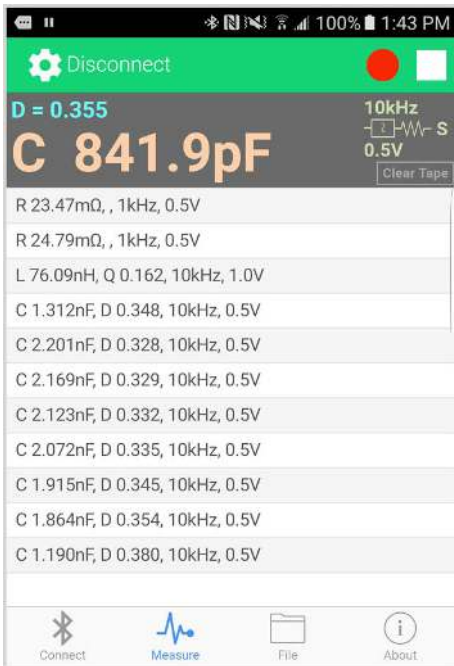 100% 1:43 PM
Disconnect
D = 0.355
10kHz
Z S
C 841.9pF
0.5V
Clear Tape
R 23.47mΩ, , 1kHz, 0.5V
R 24.79mΩ, , 1kHz, 0.5V
L 76.09nH, Q 0.162, 10kHz, 1.0V
C 1.312nF, D 0.348, 10kHz, 0.5V
C 2.201nF, D 0.328, 10kHz, 0.5V
C 2.169nF, D 0.329, 10kHz, 0.5V
C 2.123nF, D 0.332, 10kHz, 0.5V
C 2.072nF, D 0.335, 10kHz, 0.5V
C 1.915nF, D 0.345, 10kHz, 0.5V
C 1.864nF, D 0.354, 10kHz, 0.5V
C 1.190nF, D 0.380, 10kHz, 0.5V
Connect Measure File About